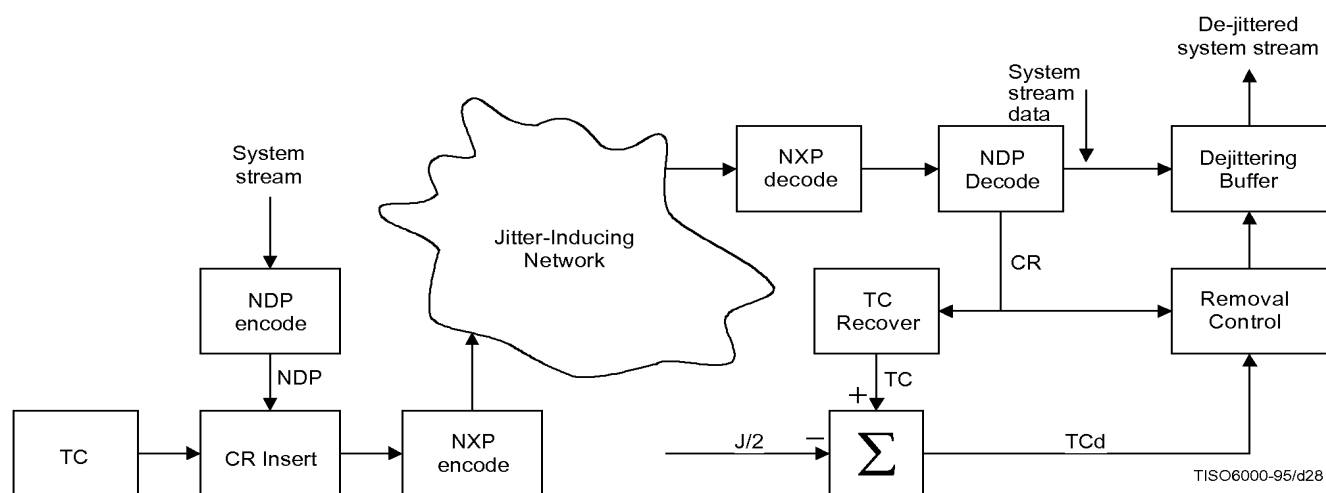 De-jittered
system stream
System
stream
data
System
stream
NXP
decode
NDP
Decode
Dejittering
Buffer
Jitter-Inducing
Network
CR
NDP
encode
TC
Recover
Removal
Control
NDP
TC
+
TC
CR Insert
NXP
encode
J/2
–
Σ
TCd
TISO6000-95/d28